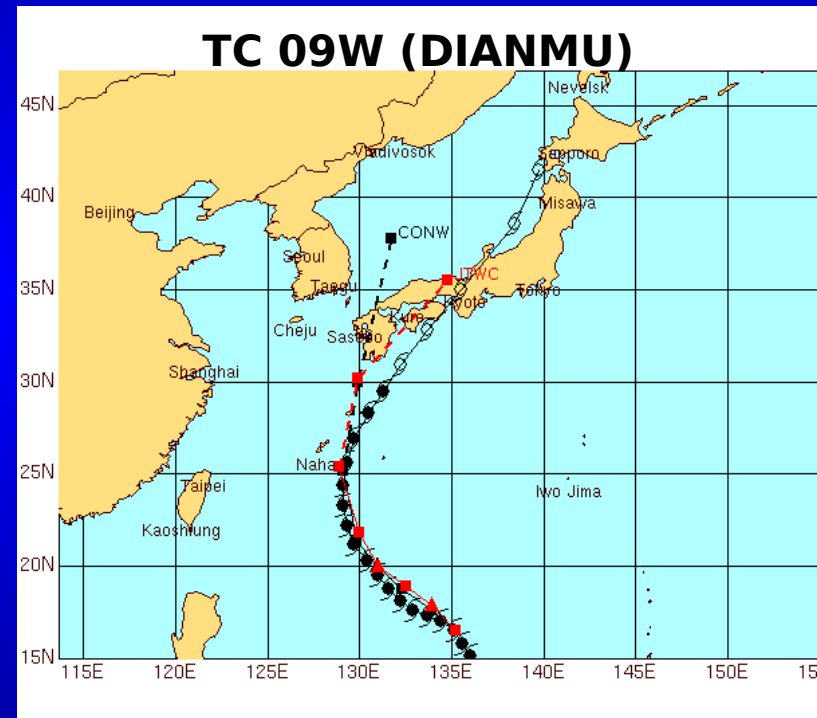 TC 09W (DIANMU)
45N
Nevelsk
Vladivosok
Sapporo
40N
Beijing
Misawa
CONW
Seoul
JTWC
35N
Taegu
Tokyo
Kyoto
Kure
Cheju
Sasebo
Shanghai
30N
25N
Naha
Taipei
Iwo Jima
Kaoshiung
20N
15N
115E 120E 125E 130E 135E 140E 145E 150E